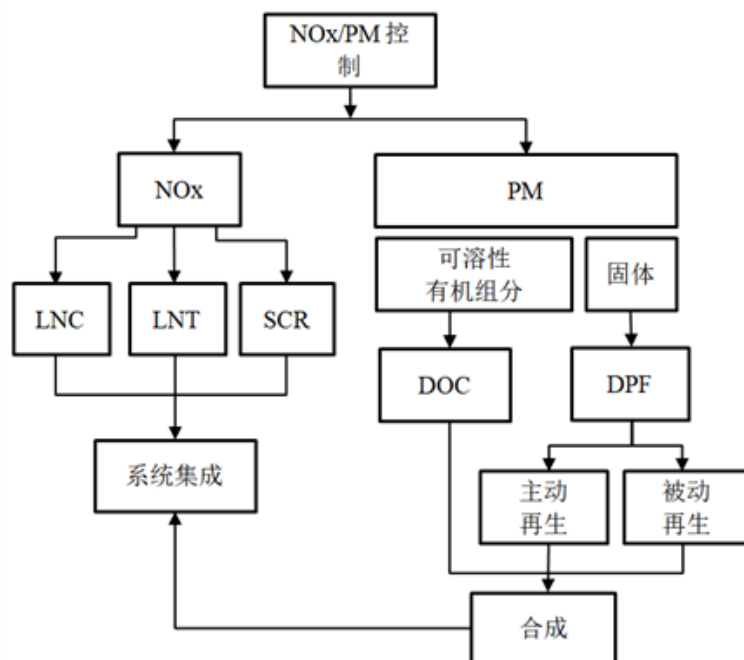 NOx/PM 控
制
NOx
PM
可溶性
有机组分
固体
LNC
LNT
SCR
DOC
DPF
系统集成
主动
再生
被动
再生
合成